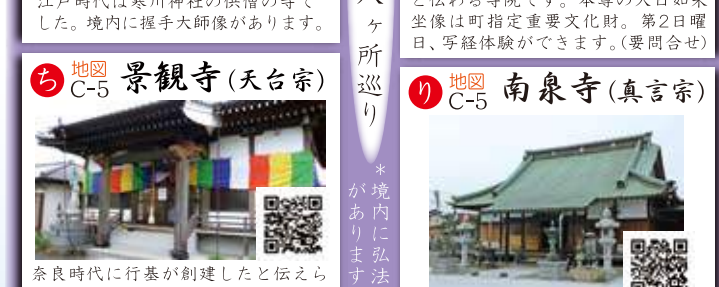 江戸時代は寒川神社の供僧の寺で
した。境内に握手大師像があります。
ち 地図 C-5 景観寺(天台宗)
奈良時代に行基が創建したと伝えら
ヶ所巡り
*境内に弘法
があります
と伝わる寺院です。本尊の大日如来
坐像は町指定重要文化財。第2日曜
日、写経体験ができます。(要問合せ)
り 地図 C-5 南泉寺(真言宗)